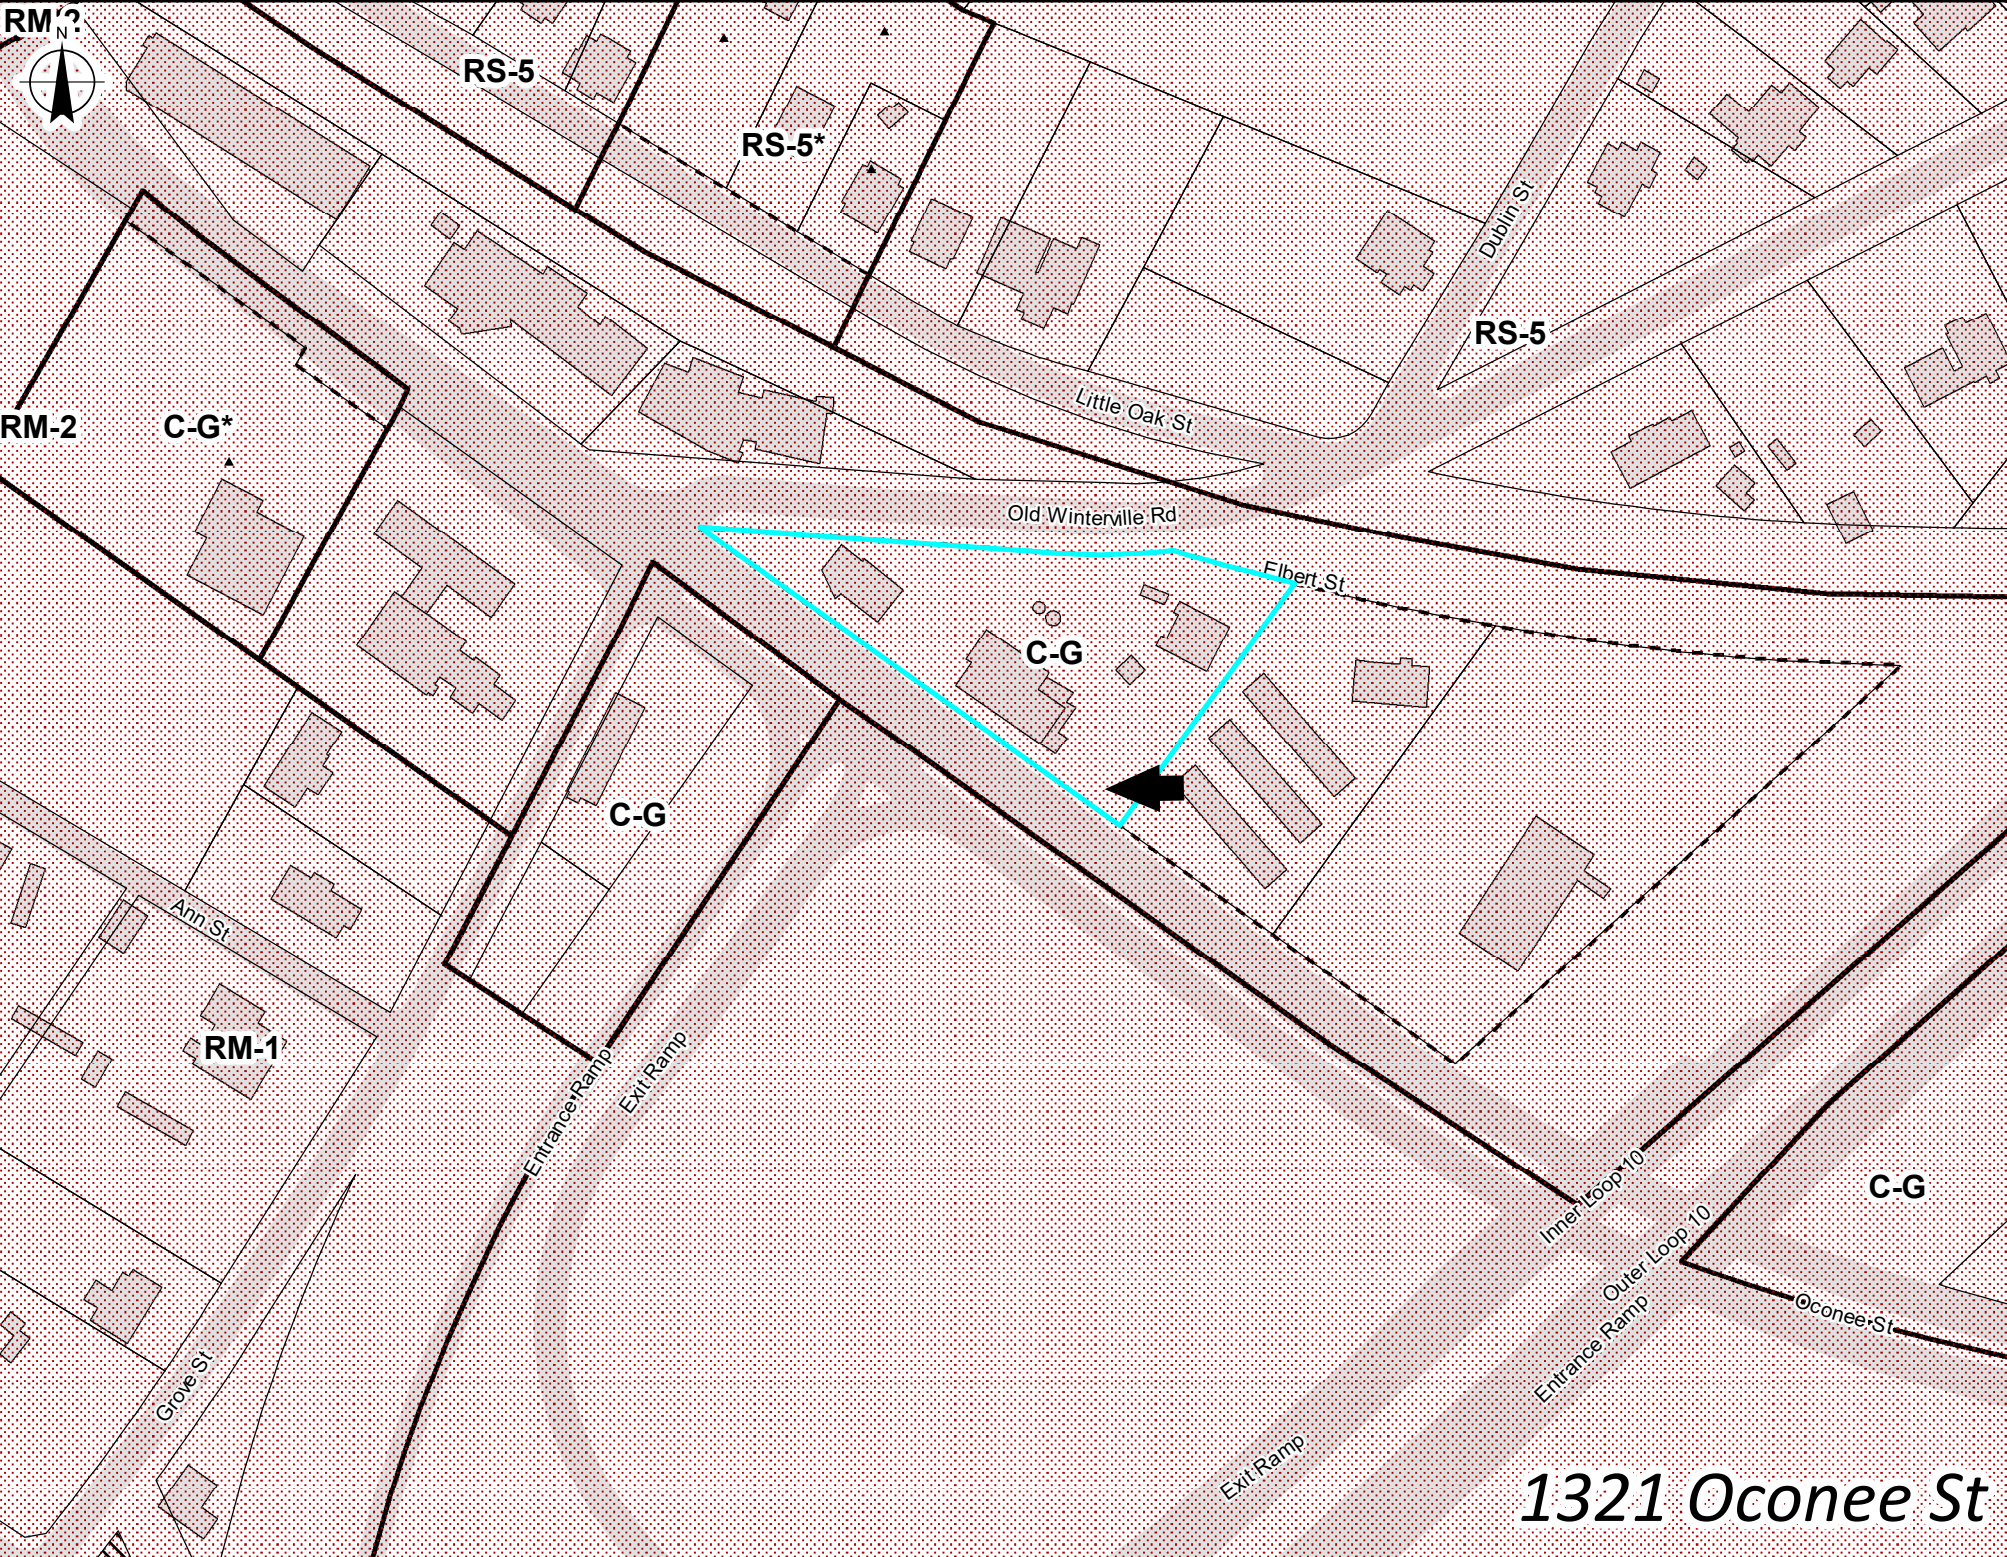 RM-2
N
RS-5
RS-5*
Dublin St
RS-5
Little Oak St
RM-2
C-G*
Old Winterville Rd
Elbert St
C-G
C-G
Ann St
RM-1
Entrance Ramp
Exit Ramp
Inner Loop 10
C-G
Outer Loop 10
Entrance Ramp
Oconee St
Grove St
Exit Ramp
1321 Oconee St